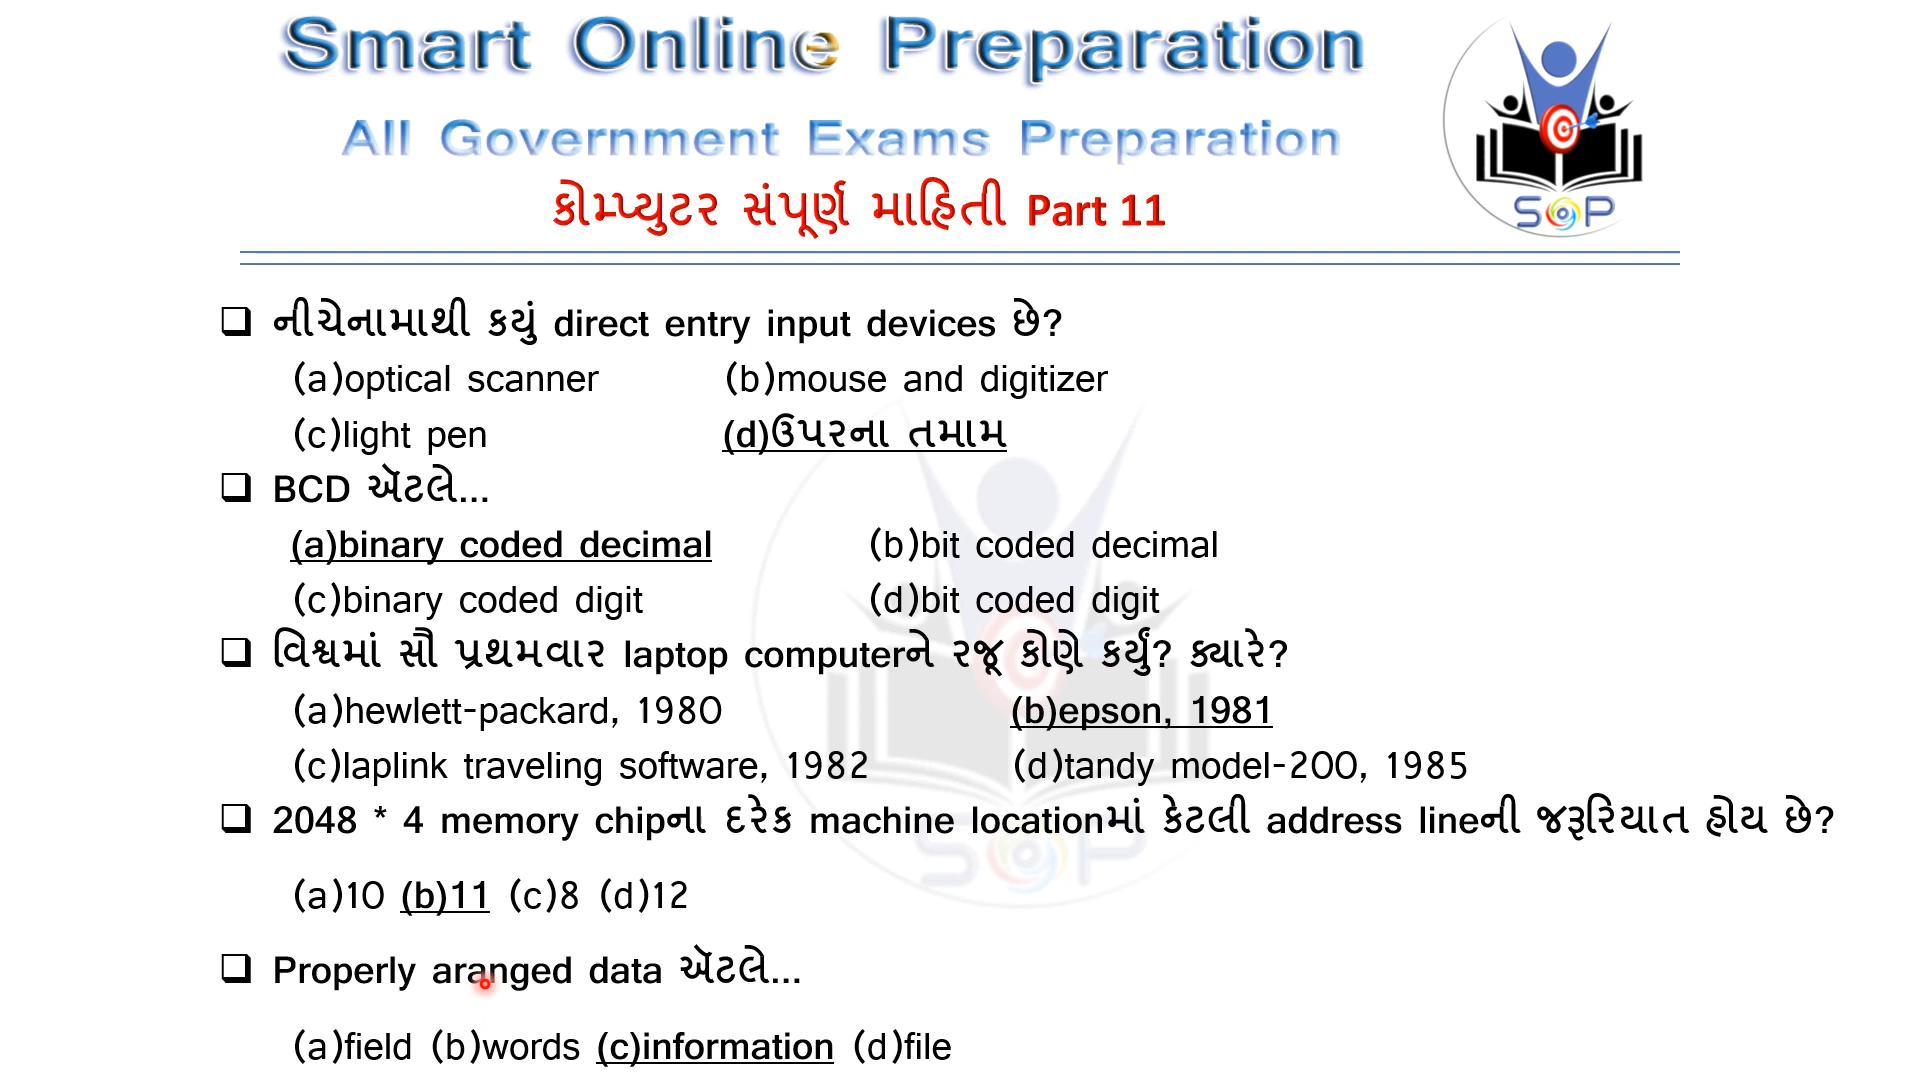 Smart Online Preparation
All Government Exams Preparation
કોમ્પ્યુટર સંપૂર્ણ માહિતી Part 11
SOP
❑ નીચેનામાથી કયું direct entry input devices છે?
(a)optical scanner (b)mouse and digitizer
(c)light pen (d)ઉપરના તમામ
❑ BCD ઍટલે...
(a)binary coded decimal (b)bit coded decimal
(c)binary coded digit (d)bit coded digit
❑ વિશ્વમાં સૌ પ્રથમવાર laptop computerને રજૂ કોણે કર્યું? ક્યારે?
(a)hewlett-packard, 1980 (b)epson, 1981
(c)laplink traveling software, 1982 (d)tandy model-200, 1985
❑ 2048 * 4 memory chipના દરેક machine locationમાં કેટલી address lineની જરૂરિયાત હોય છે?
(a)10 (b)11 (c)8 (d)12
❑ Properly aranged data ઍટલે...
(a)field (b)words (c)information (d)file